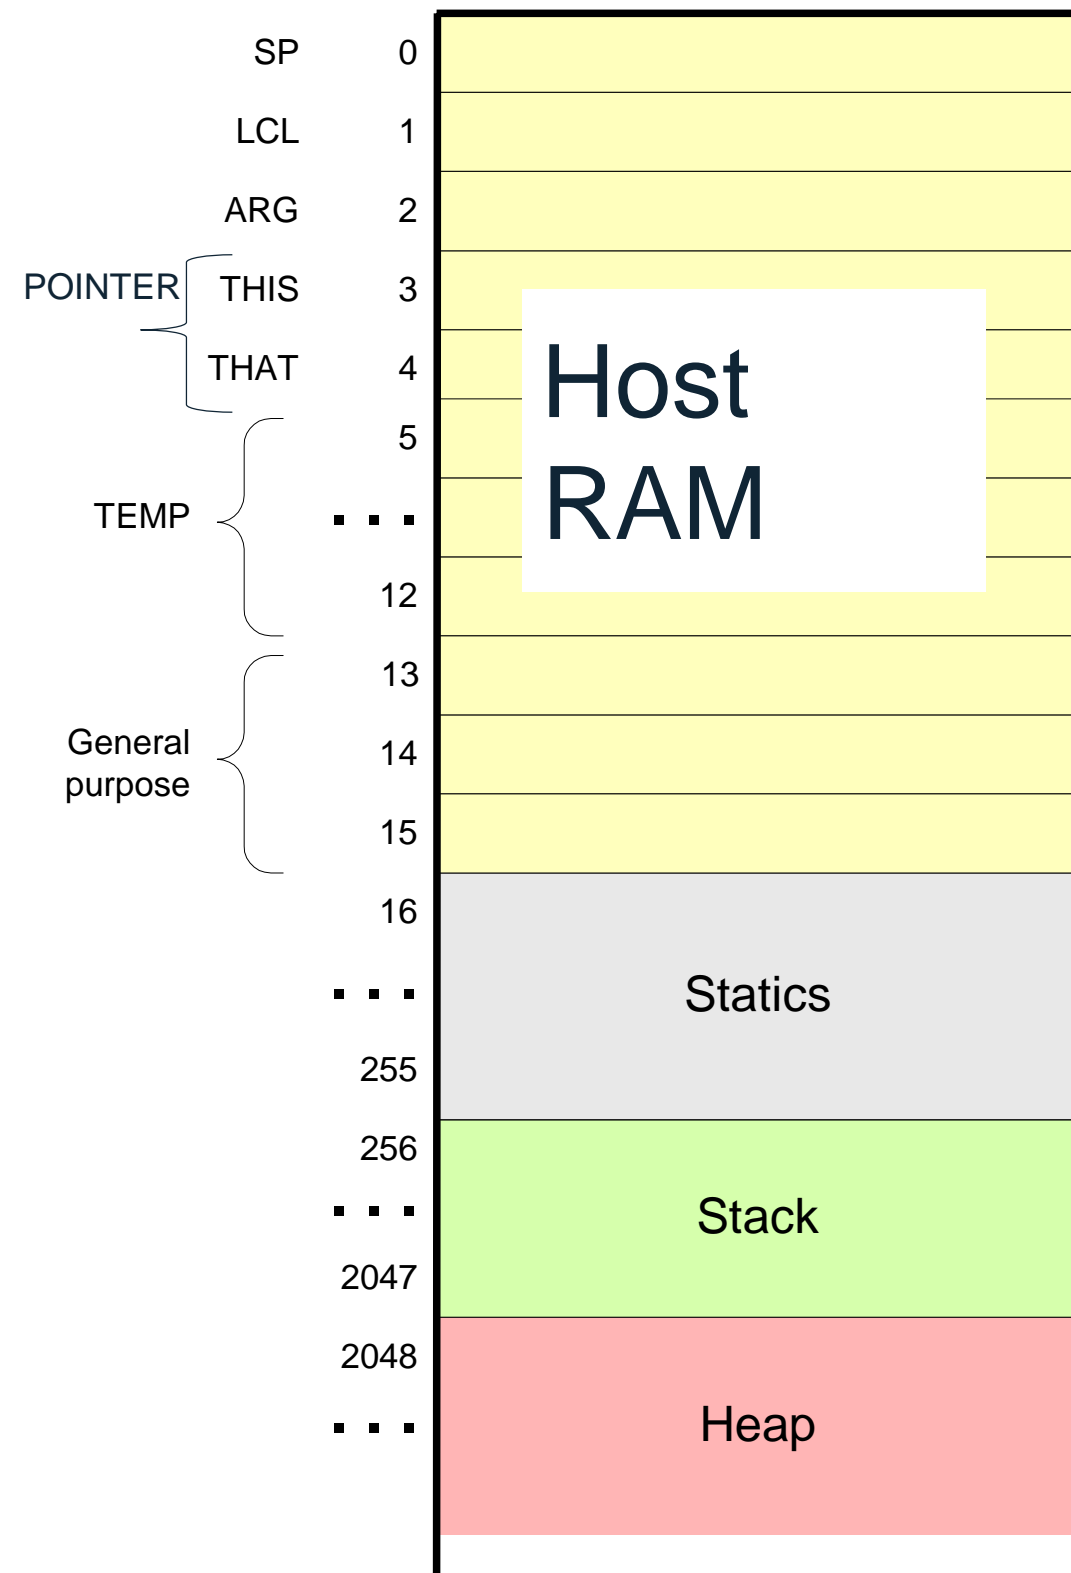 SP 0
LCL 1
ARG 2
POINTER THIS 3
THAT 4
Host
5
RAM
TEMP ...
12
13
General
14
purpose
15
16
Statics
...
255
256
Stack
...
2047
2048
Heap
...